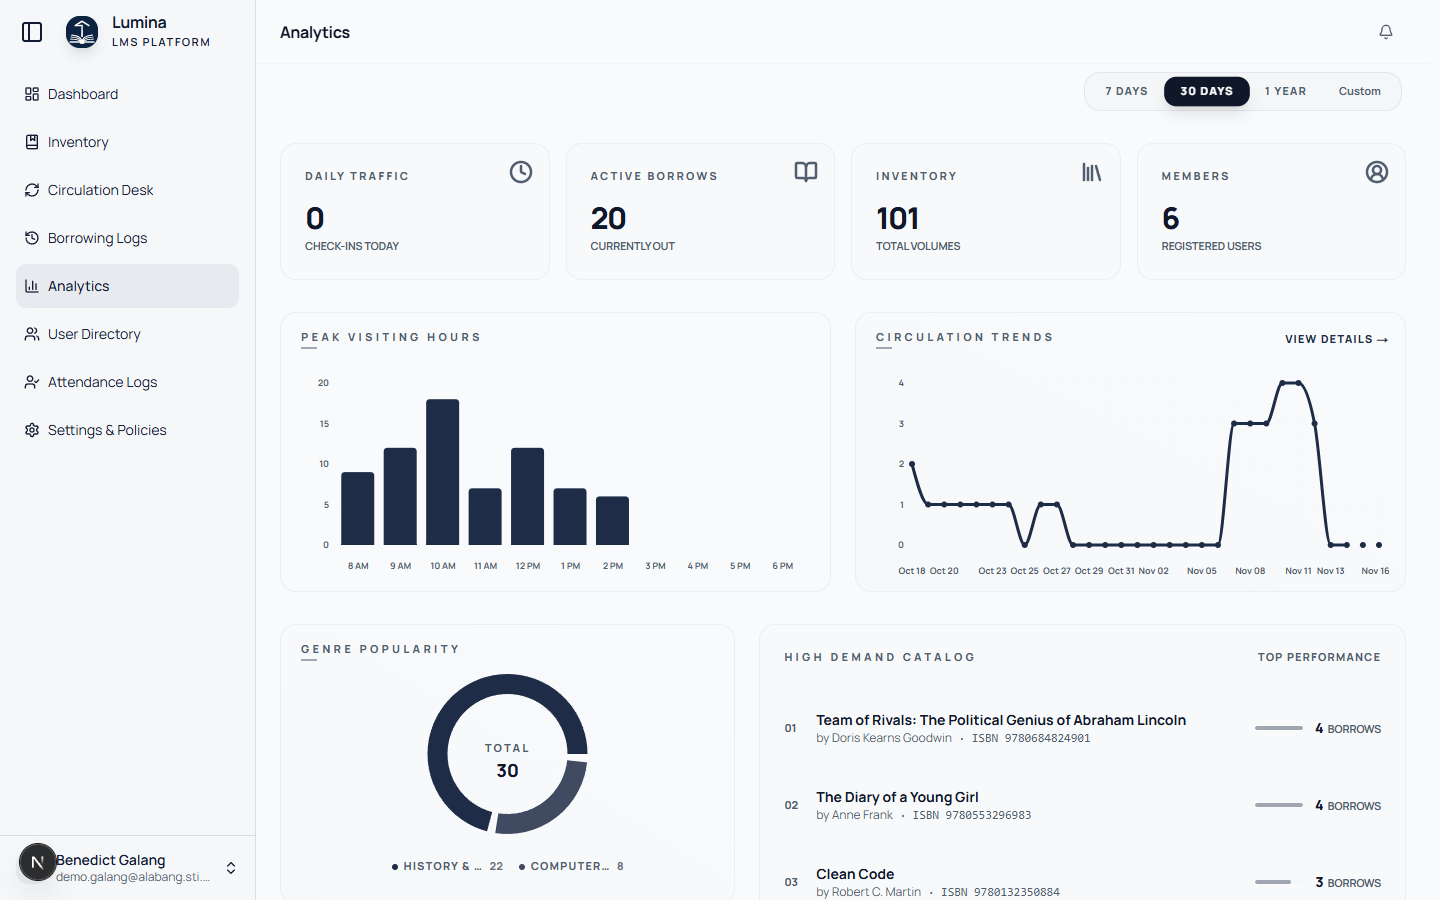 Lumina
LMS PLATFORM
Dashboard
Inventory
Circulation Desk
Borrowing Logs
Analytics
User Directory
Attendance Logs
Settings & Policies
N
Benedict Galang
demo.galang@alabang.sti....
Analytics
7 DAYS
30 DAYS
1 YEAR
Custom
DAILY TRAFFIC
0
CHECK-INS TODAY
ACTIVE BORROWS
20
CURRENTLY OUT
INVENTORY
101
TOTAL VOLUMES
MEMBERS
6
REGISTERED USERS
PEAK VISITING HOURS
20
15
10
5
0
8 AM 9 AM 10 AM 11 AM 12 PM 1 PM 2 PM 3 PM 4 PM 5 PM 6 PM
CIRCULATION TRENDS
VIEW DETAILS →
4
3
2
1
0
Oct 18 Oct 20 Oct 23 Oct 25 Oct 27 Oct 29 Oct 31 Nov 02 Nov 05 Nov 08 Nov 11 Nov 13 Nov 16
GENRE POPULARITY
TOTAL
30
HISTORY & ... 22 COMPUTER... 8
HIGH DEMAND CATALOG
TOP PERFORMANCE
01
Team of Rivals: The Political Genius of Abraham Lincoln
by Doris Kearns Goodwin • ISBN 9780684824901
4 BORROWS
02
The Diary of a Young Girl
by Anne Frank • ISBN 9780553296983
4 BORROWS
03
Clean Code
by Robert C. Martin • ISBN 9780132350884
3 BORROWS